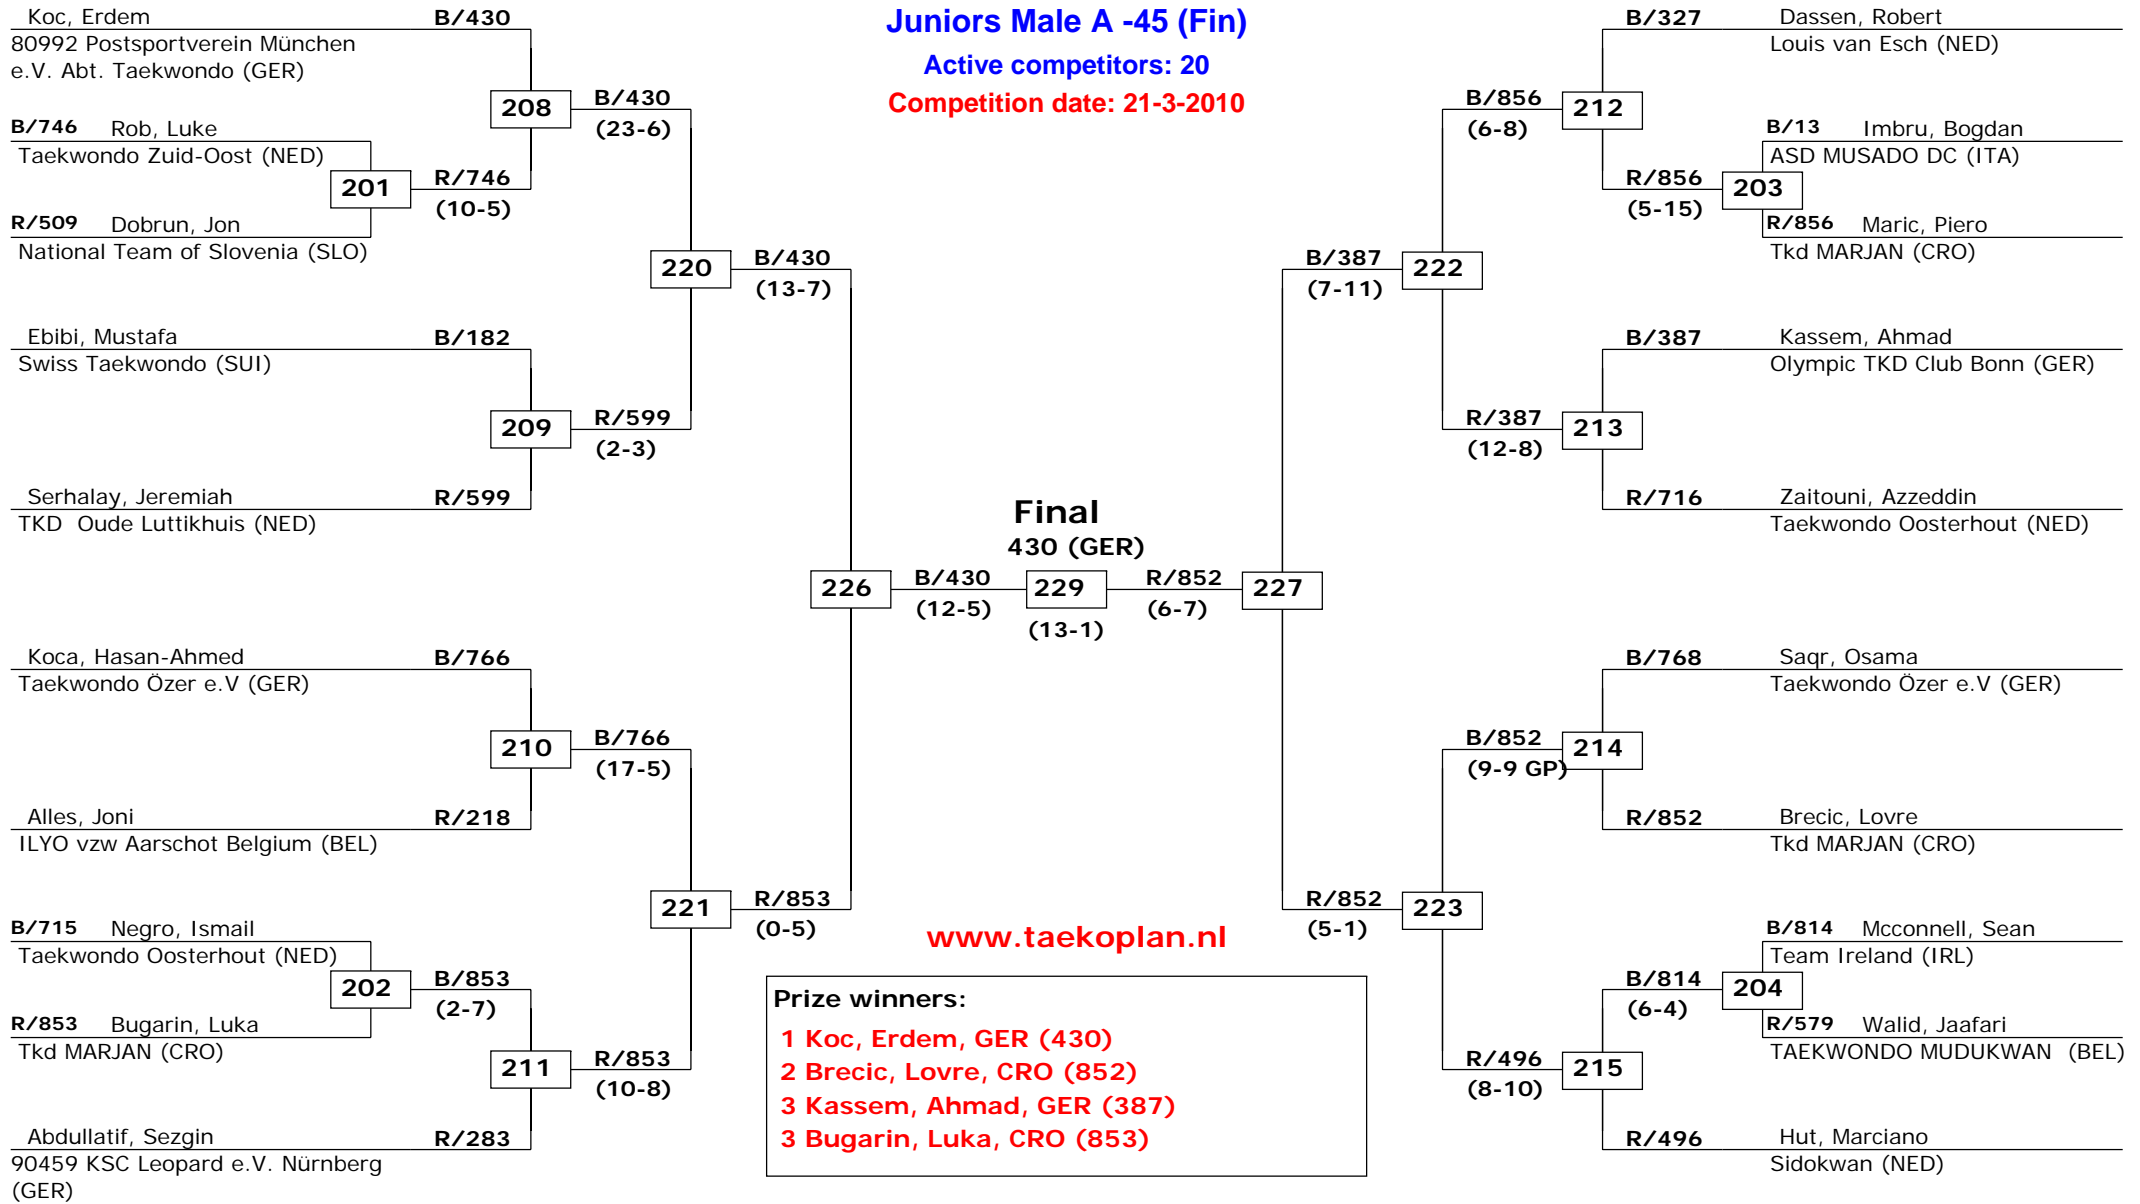 Juniors Male A -45 (Fin)
Active competitors: 20
Competition date: 21-3-2010
Koc, Erdem B/430
80992 Postsportverein München
e.V. Abt. Taekwondo (GER)
B/746 Rob, Luke
Taekwondo Zuid-Oost (NED)
201
R/746
(10-5)
R/509 Dobrun, Jon
National Team of Slovenia (SLO)
208
B/430
(23-6)
Ebibi, Mustafa B/182
Swiss Taekwondo (SUI)
209
R/599
(2-3)
Serhalay, Jeremiah R/599
TKD Oude Luttikhuis (NED)
220
B/430
(13-7)
Koca, Hasan-Ahmed B/766
Taekwondo Özer e.V (GER)
210
B/766
(17-5)
Alles, Joni R/218
ILYO vzw Aarschot Belgium (BEL)
B/715 Negro, Ismail
Taekwondo Oosterhout (NED)
202
B/853
(2-7)
R/853 Bugarin, Luka
Tkd MARJAN (CRO)
211
R/853
(10-8)
Abdullatif, Sezgin R/283
90459 KSC Leopard e.V. Nürnberg
(GER)
221
R/853
(0-5)
226
B/430
(12-5)
Final
430 (GER)
229
(13-1)
R/852
(6-7)
227
B/327 Dassen, Robert
Louis van Esch (NED)
B/856
(6-8)
212
B/13 Imbru, Bogdan
ASD MUSADO DC (ITA)
R/856
(5-15)
203
R/856 Maric, Piero
Tkd MARJAN (CRO)
B/387
(7-11)
222
B/387 Kassem, Ahmad
Olympic TKD Club Bonn (GER)
R/387
(12-8)
213
R/716 Zaitouni, Azzeddin
Taekwondo Oosterhout (NED)
B/768 Saqr, Osama
Taekwondo Özer e.V (GER)
B/852
(9-9 GP)
214
R/852 Brecic, Lovre
Tkd MARJAN (CRO)
R/852
(5-1)
223
B/814 Mcconnell, Sean
Team Ireland (IRL)
B/814
(6-4)
204
R/579 Walid, Jaafari
TAEKWONDO MUDUKWAN (BEL)
R/496
(8-10)
215
R/496 Hut, Marciano
Sidokwan (NED)
www.taekoplan.nl
Prize winners:
1 Koc, Erdem, GER (430)
2 Brecic, Lovre, CRO (852)
3 Kassem, Ahmad, GER (387)
3 Bugarin, Luka, CRO (853)